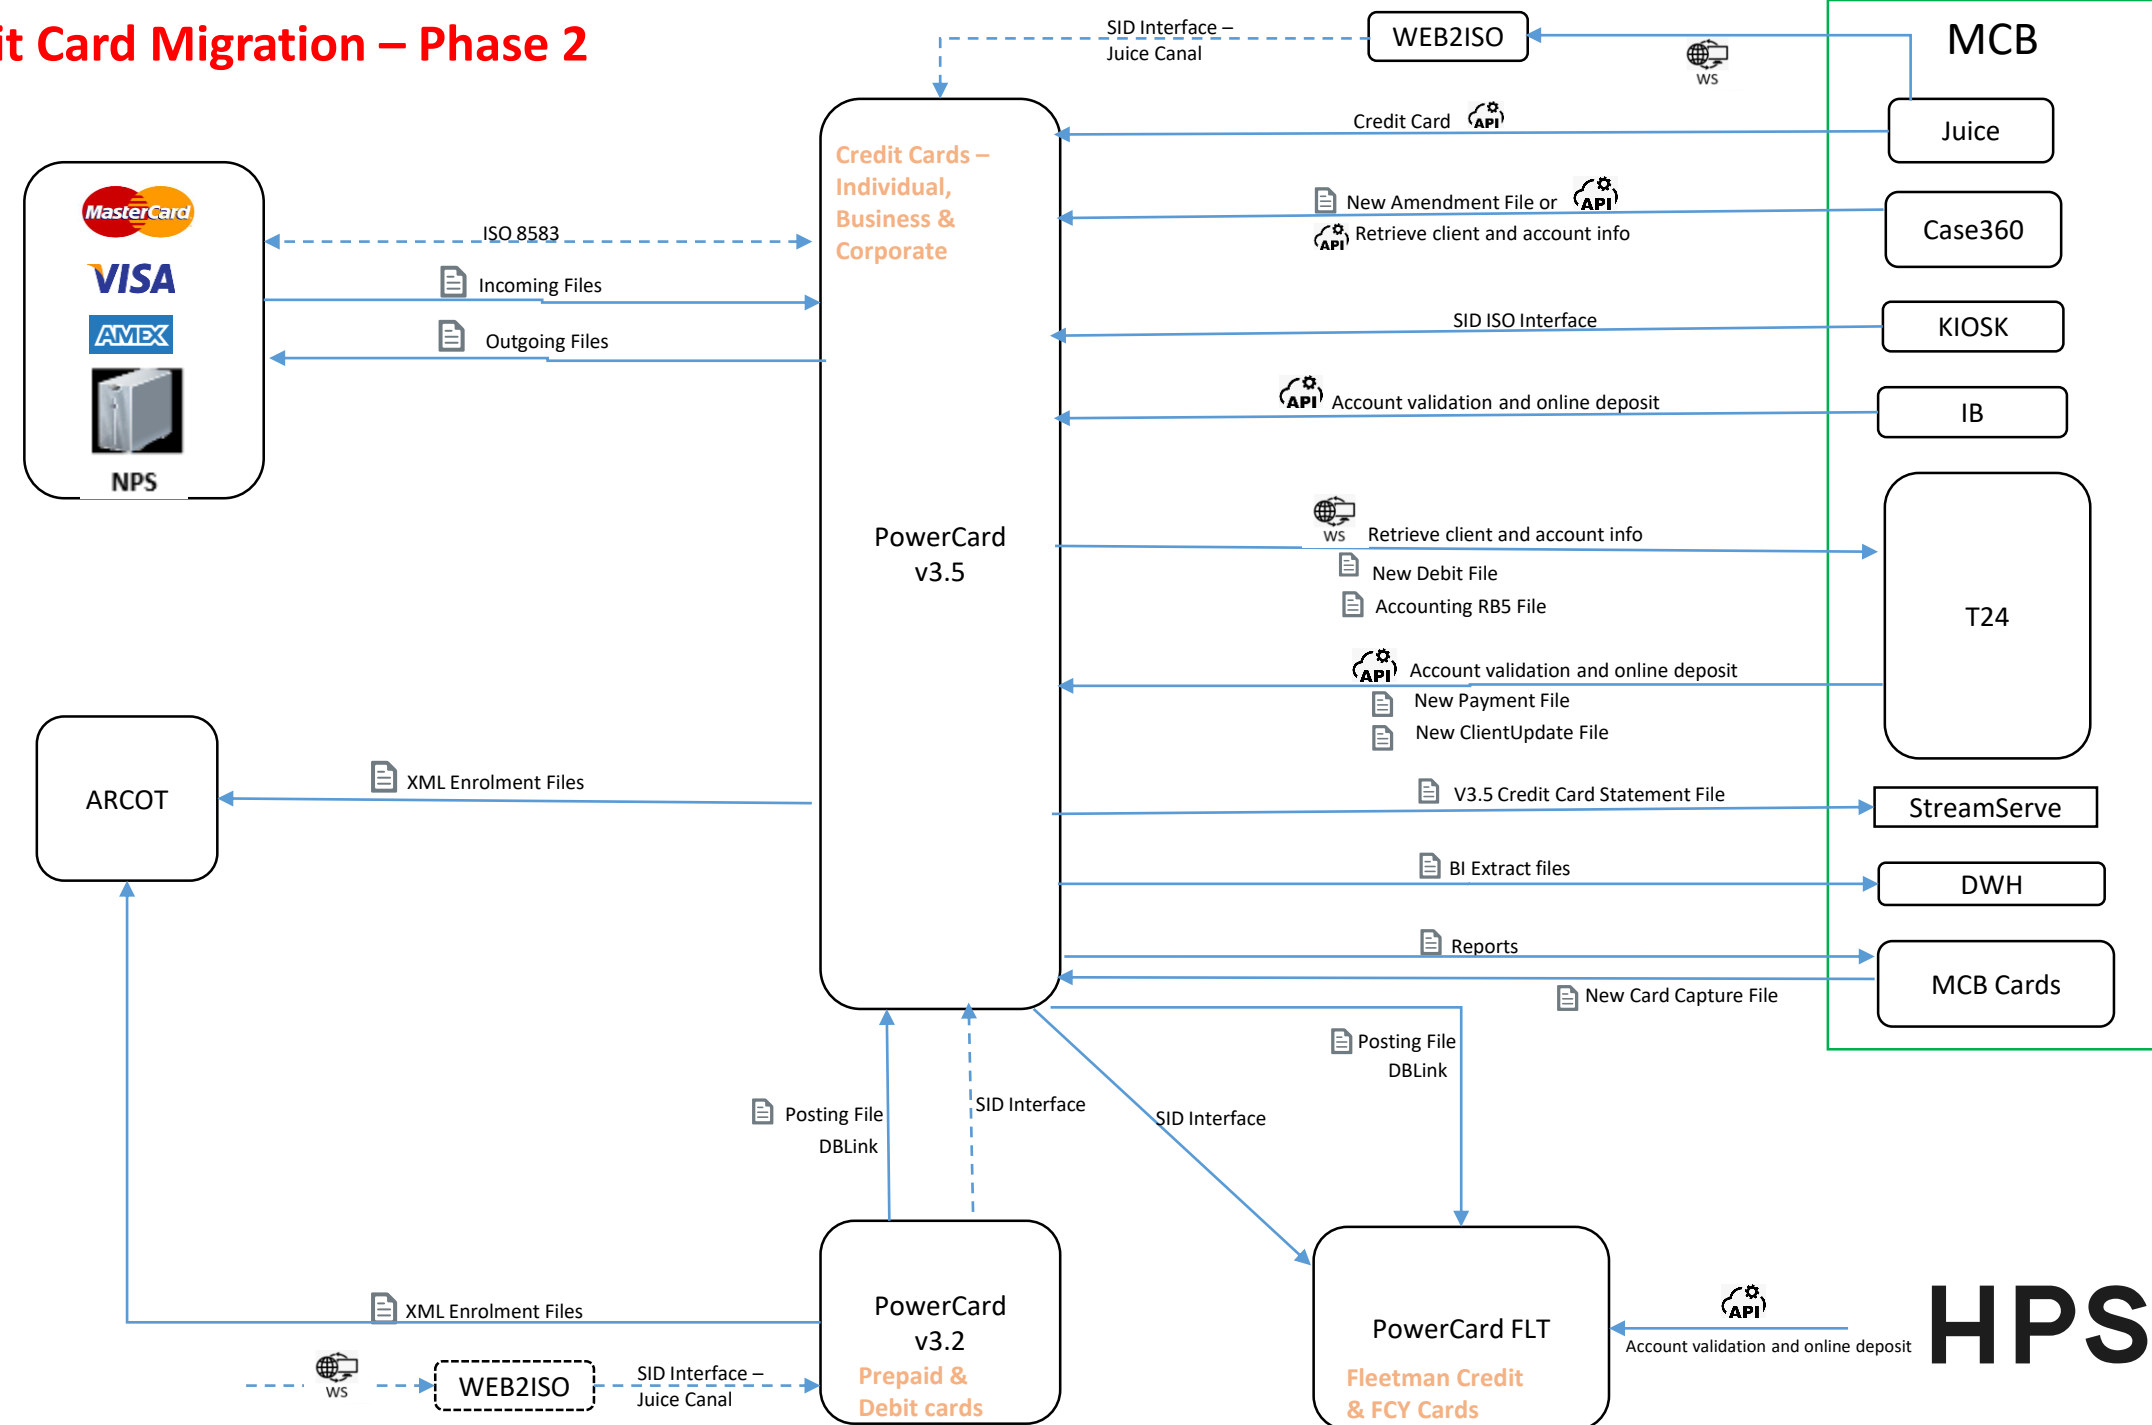 it Card Migration – Phase 2
SID Interface –
Juice Canal
WEB2ISO
WS
MCB
Juice
Credit Card
API
Credit Cards –
Individual,
Business &
Corporate
MasterCard
VISA
AMEX
NPS
ISO 8583
Incoming Files
Outgoing Files
New Amendment File or
API
API
Retrieve client and account info
Case360
SID ISO Interface
KIOSK
API
Account validation and online deposit
IB
PowerCard
v3.5
WS
Retrieve client and account info
New Debit File
Accounting RB5 File
T24
API
Account validation and online deposit
New Payment File
New ClientUpdate File
ARCOT
XML Enrolment Files
V3.5 Credit Card Statement File
StreamServe
BI Extract files
DWH
Reports
MCB Cards
New Card Capture File
Posting File
DBLink
Posting File
DBLink
SID Interface
SID Interface
XML Enrolment Files
PowerCard
v3.2
Prepaid &
Debit cards
WS
WEB2ISO
SID Interface –
Juice Canal
PowerCard FLT
Fleetman Credit
& FCY Cards
API
Account validation and online deposit
HPS